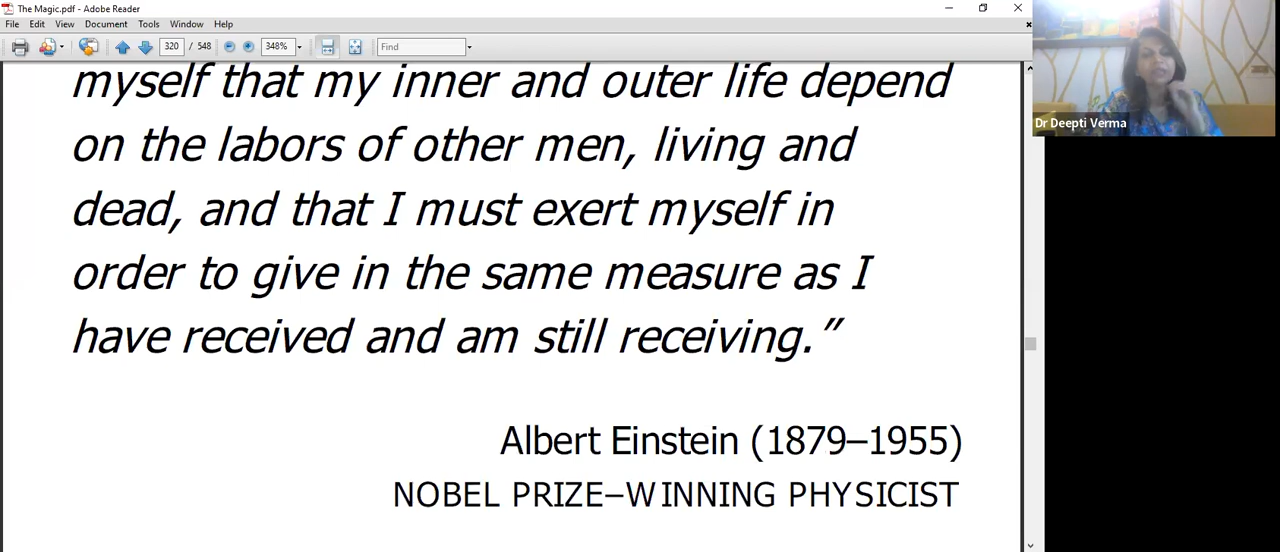 The Magic.pdf - Adobe Reader
File Edit View Document Tools Window Help
320 / 548 348% Find
myself that my inner and outer life depend
on the labors of other men, living and
dead, and that I must exert myself in
order to give in the same measure as I
have received and am still receiving.”
Albert Einstein (1879–1955)
NOBEL PRIZE–WINNING PHYSICIST
Dr Deepti Verma